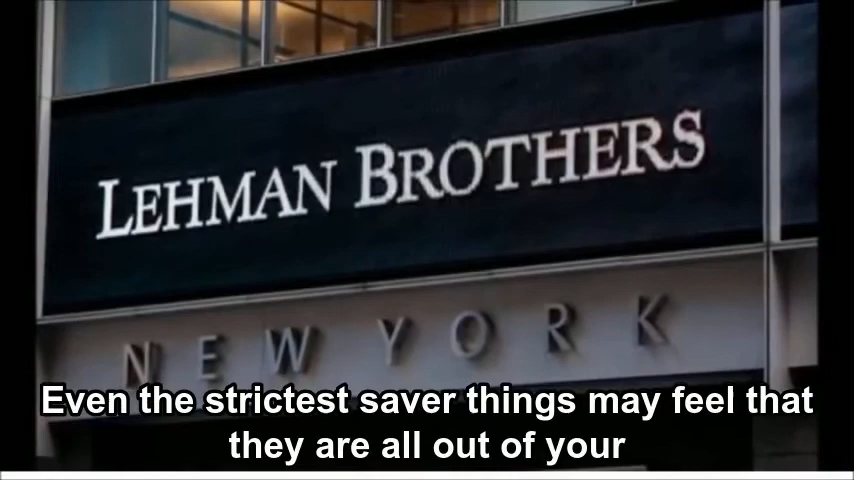 LEHMAN BROTHERS
NEW YORK
Even the strictest saver things may feel that
they are all out of your